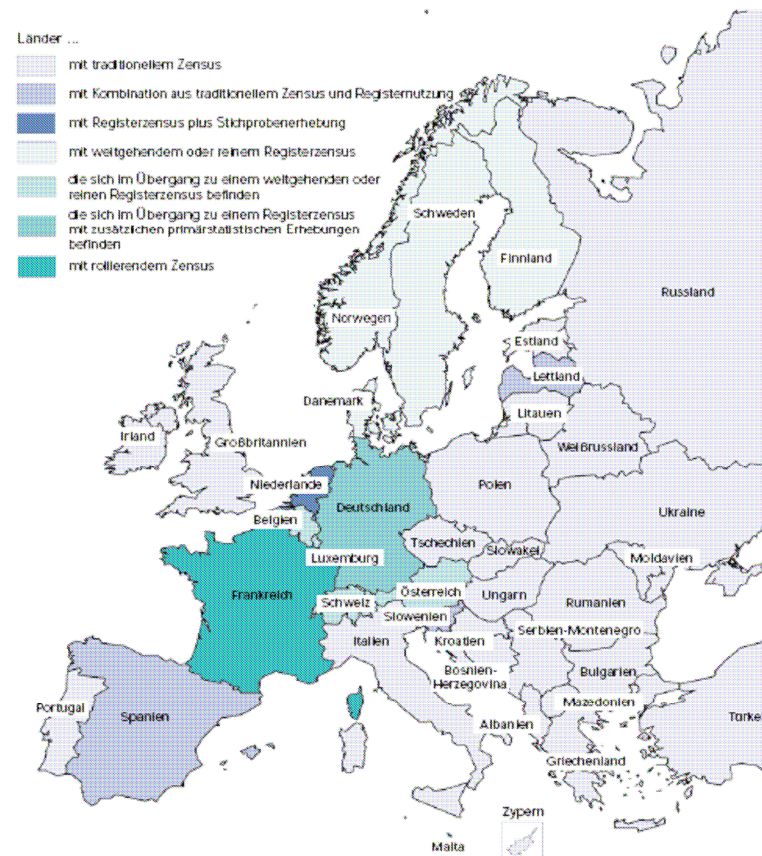 Länder ...
mit traditionellem Zensus
mit Kombination aus traditionellem Zensus und Registernutzung
mit Registerzensus plus Stichprobenerhebung
mit weitgehendem oder reinem Registerzensus
die sich im Übergang zu einem weitgehenden oder
reinen Registerzensus befinden
die sich im Übergang zu einem Registerzensus
mit zusätzlichen primärstatistischen Erhebungen
befinden
mit rollierendem Zensus
Schweden
Finnland
Russland
Norwegen
Estland
Lettland
Dänemark
Litauen
Irland
Großbritannien
Weißrussland
Niederlande
Polen
Deutschland
Ukraine
Belgien
Tschechien
Slowakei
Luxemburg
Moldavien
Frankreich
Österreich
Ungarn
Schweiz
Rumänien
Slowenien
Serbien-Montenegro
Italien
Kroatien
Bosnien-
Herzegovina
Bulgarien
Mazedonien
Portugal
Spanien
Albanien
Türkei
Griechenland
Zypern
Malta